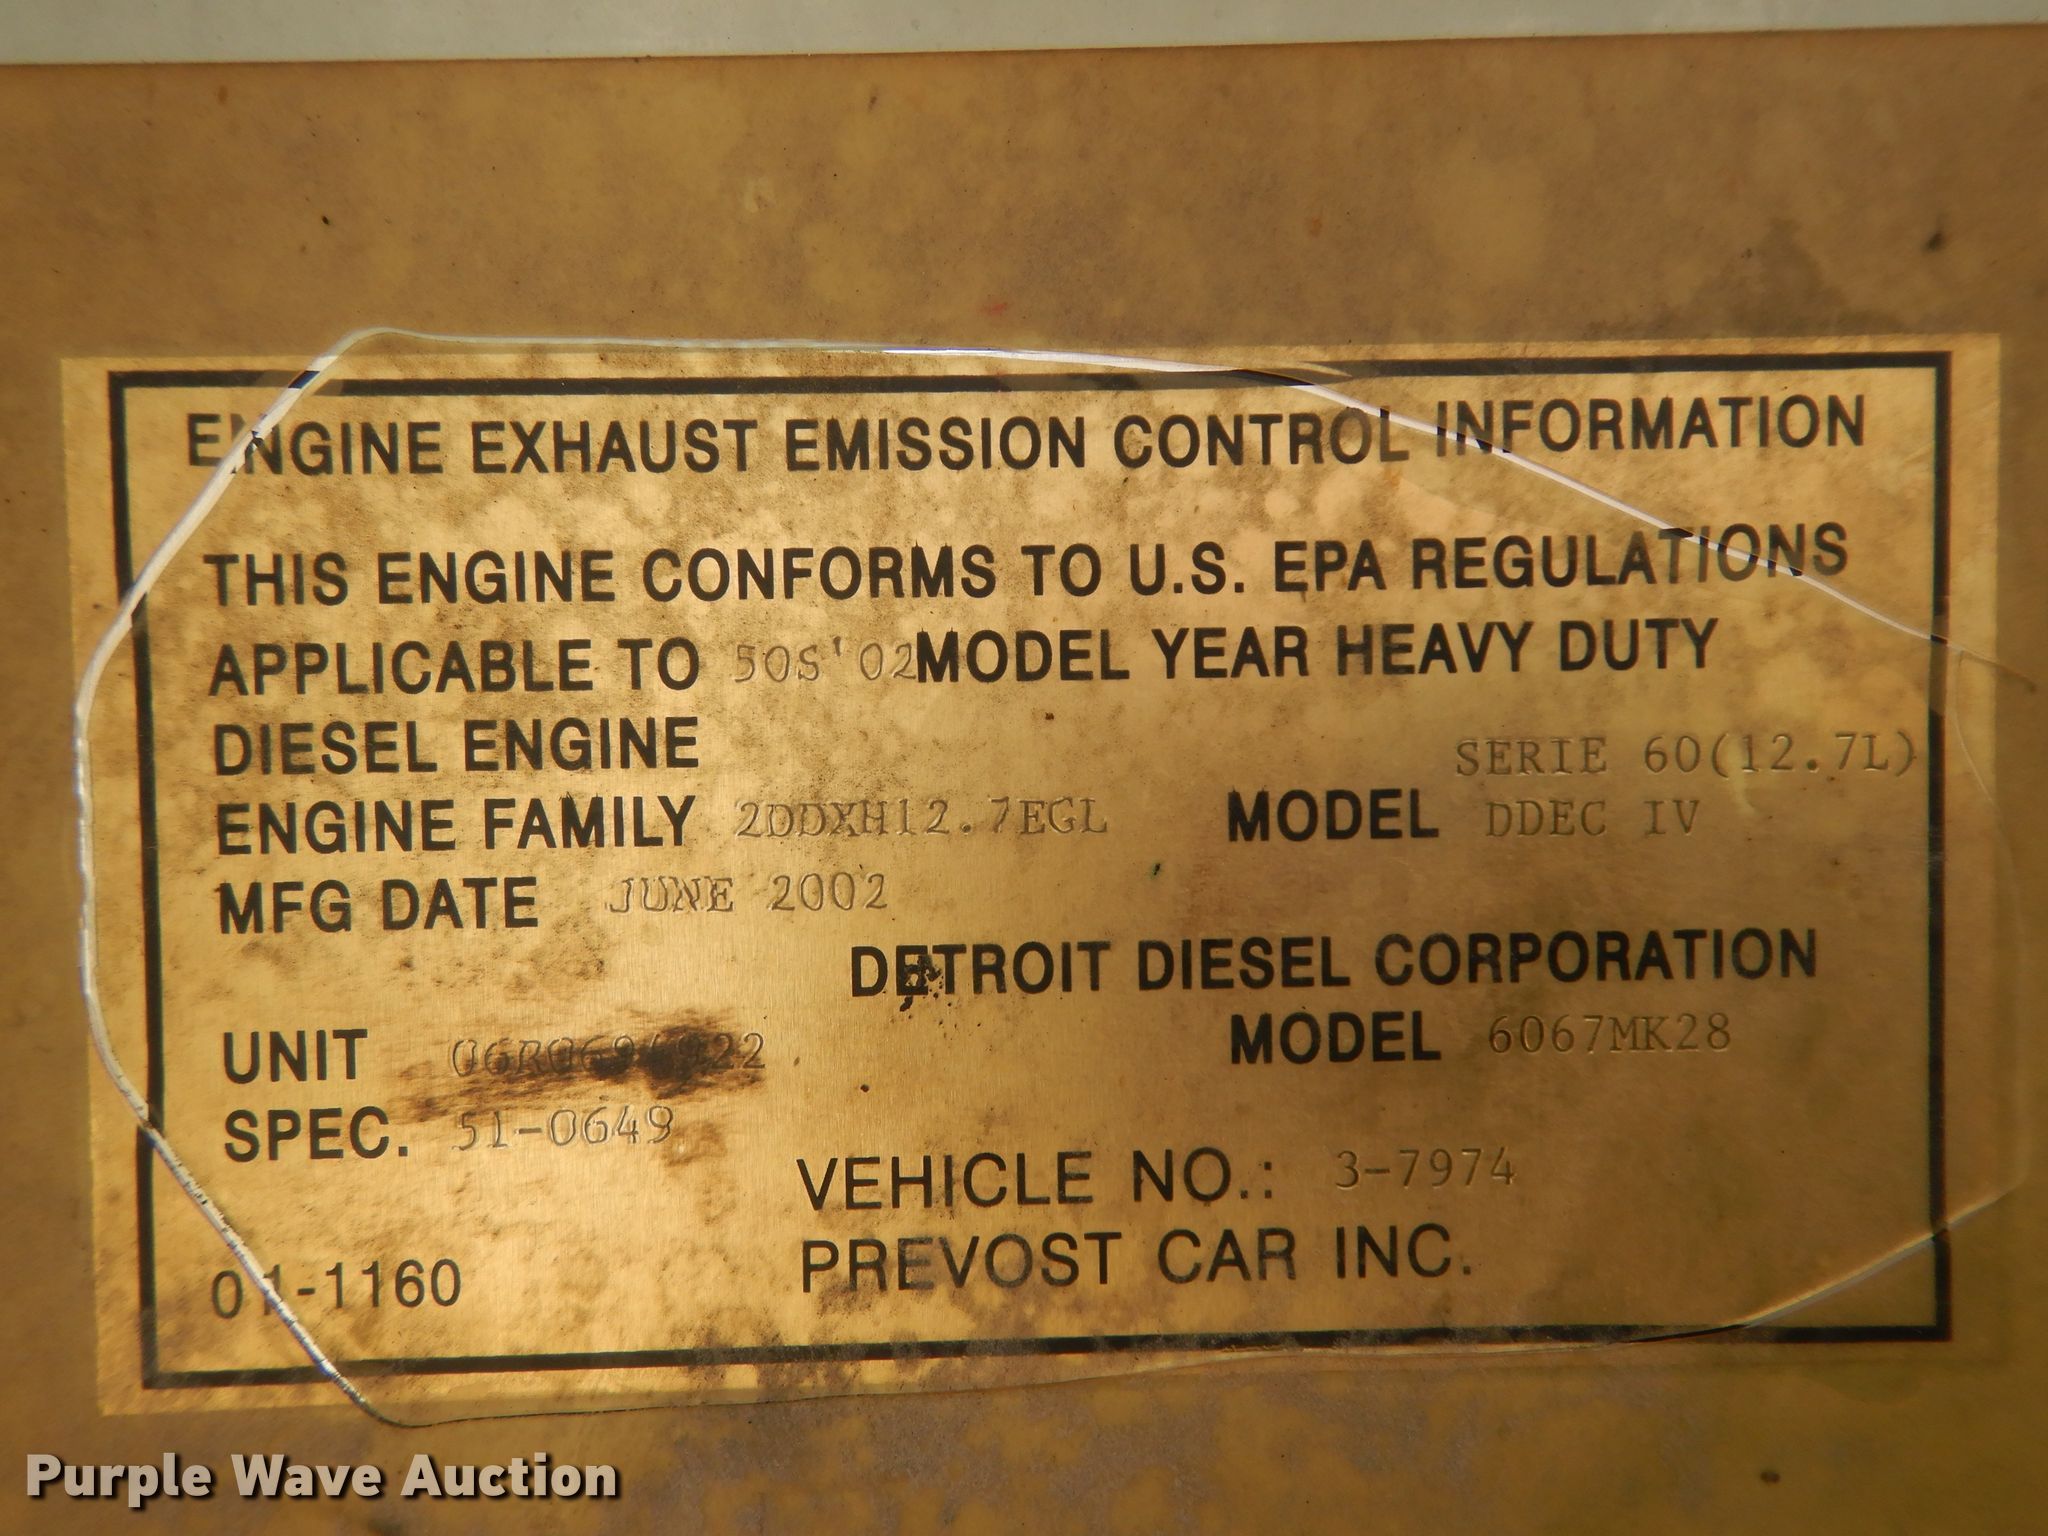 ENGINE EXHAUST EMISSION CONTROL INFORMATION
THIS ENGINE CONFORMS TO U.S. EPA REGULATIONS
APPLICABLE TO 50S'02 MODEL YEAR HEAVY DUTY
DIESEL ENGINE
SERIE 60(12.7L)
ENGINE FAMILY 2DDXH12.7EGL MODEL DDEC IV
MFG DATE JUNE 2002
DETROIT DIESEL CORPORATION
UNIT
MODEL 6067MK28
SPEC. 51-0649
VEHICLE NO.: 3-7974
PREVOST CAR INC.
01-1160
Purple Wave Auction